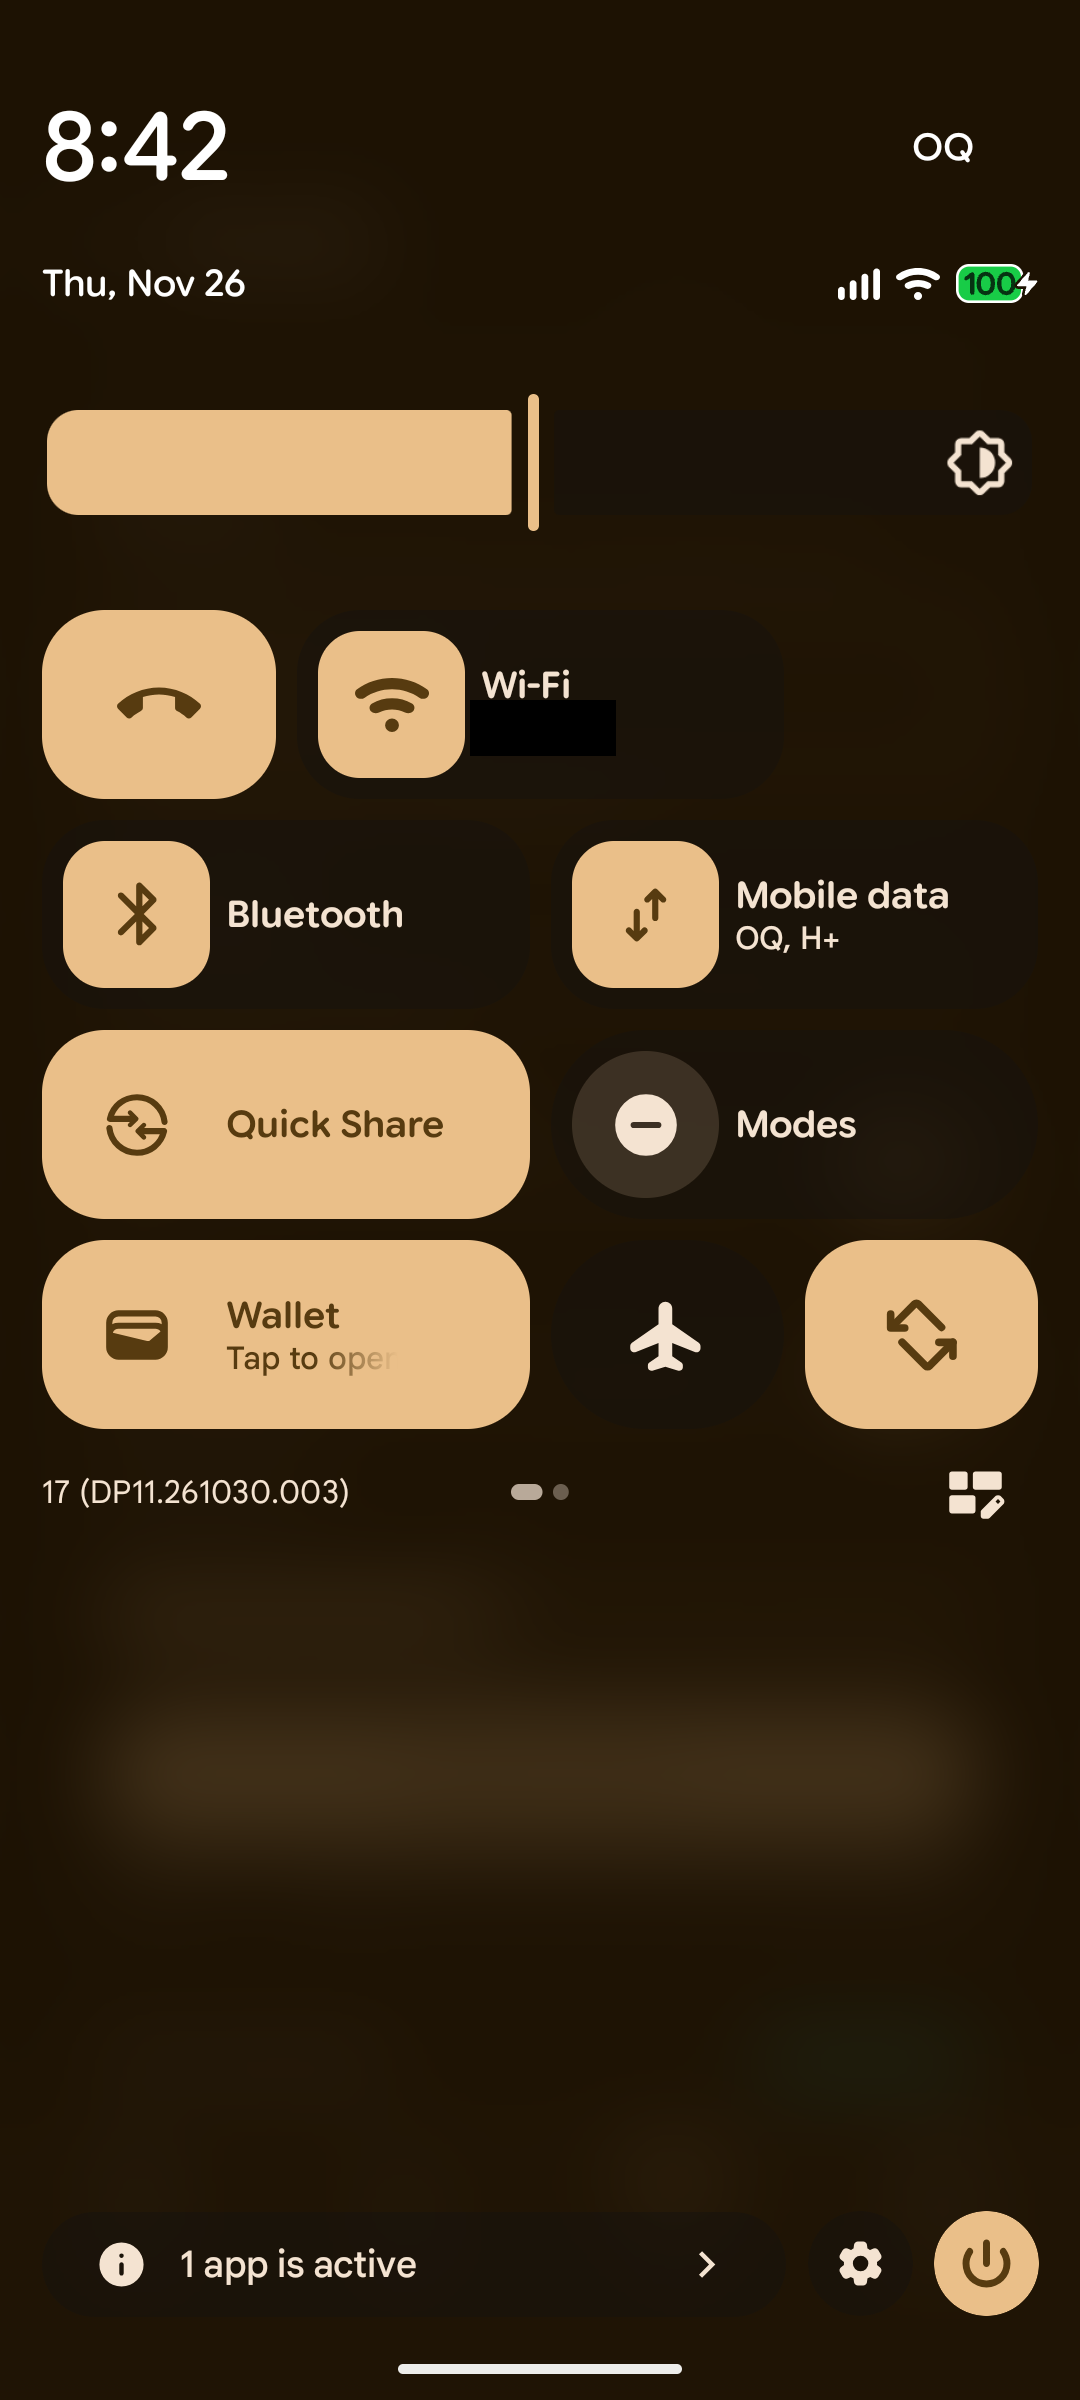 8:42
OQ
Thu, Nov 26
100
Wi-Fi
Bluetooth
Mobile data
OQ, H+
Quick Share
Modes
Wallet
Tap to oper
17 (DP11.261030.003)
1 app is active